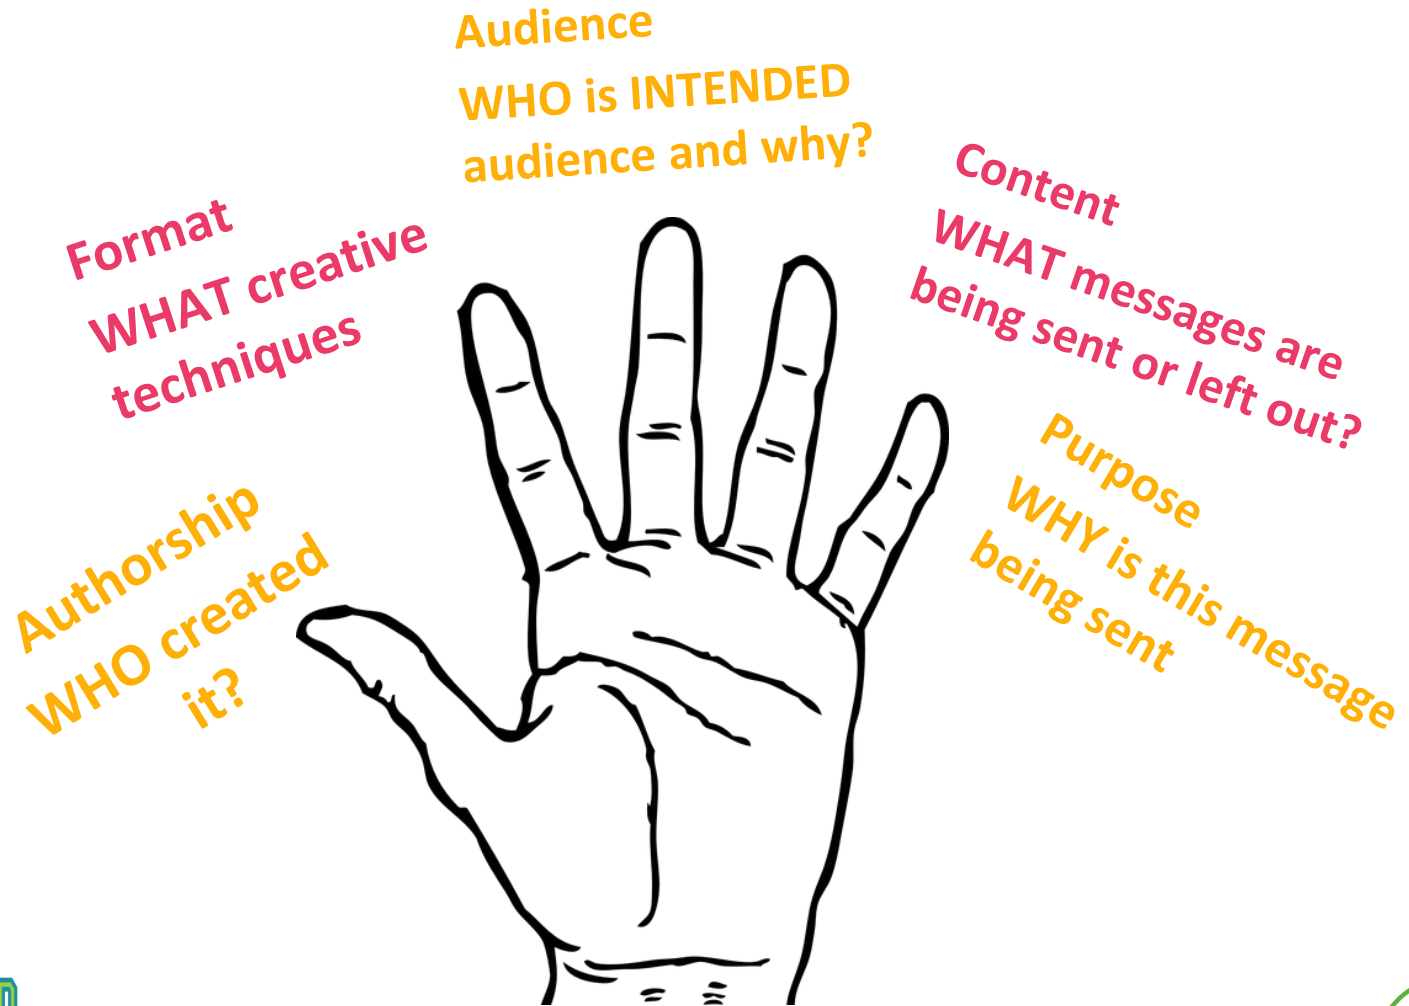 Audience
WHO is INTENDED
audience and why?
Format
WHAT creative
techniques
Content
WHAT messages are
being sent or left out?
Authorship
WHO created
it?
Purpose
WHY is this message
being sent